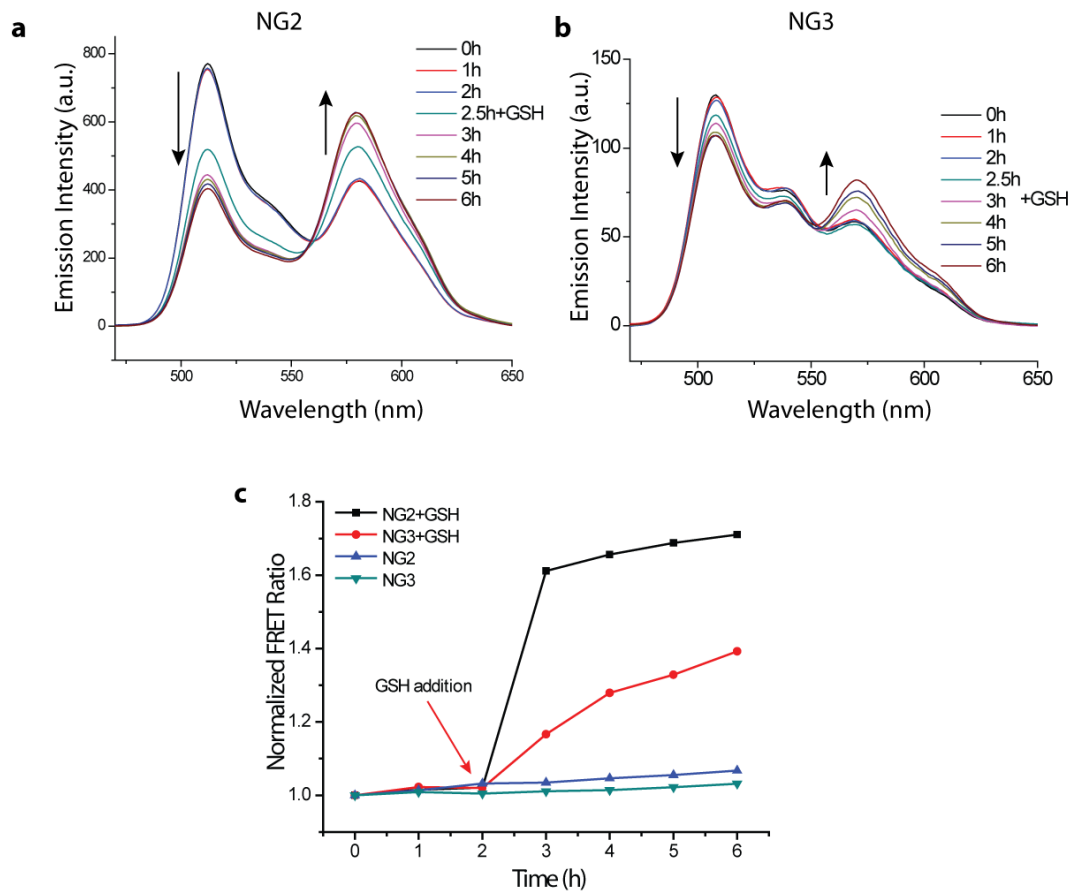 a
NG2
Emission Intensity (a.u.)
800
600
400
200
0
500
550
600
650
Wavelength (nm)
0h
1h
2h
2.5h+GSH
3h
4h
5h
6h
b
NG3
Emission Intensity (a.u.)
150
100
50
0
500
550
600
650
Wavelength (nm)
0h
1h
2h
2.5h
3h +GSH
4h
5h
6h
c
Normalized FRET Ratio
1.8
1.6
1.4
1.2
1.0
NG2+GSH
NG3+GSH
NG2
NG3
GSH addition
0 1 2 3 4 5 6
Time (h)